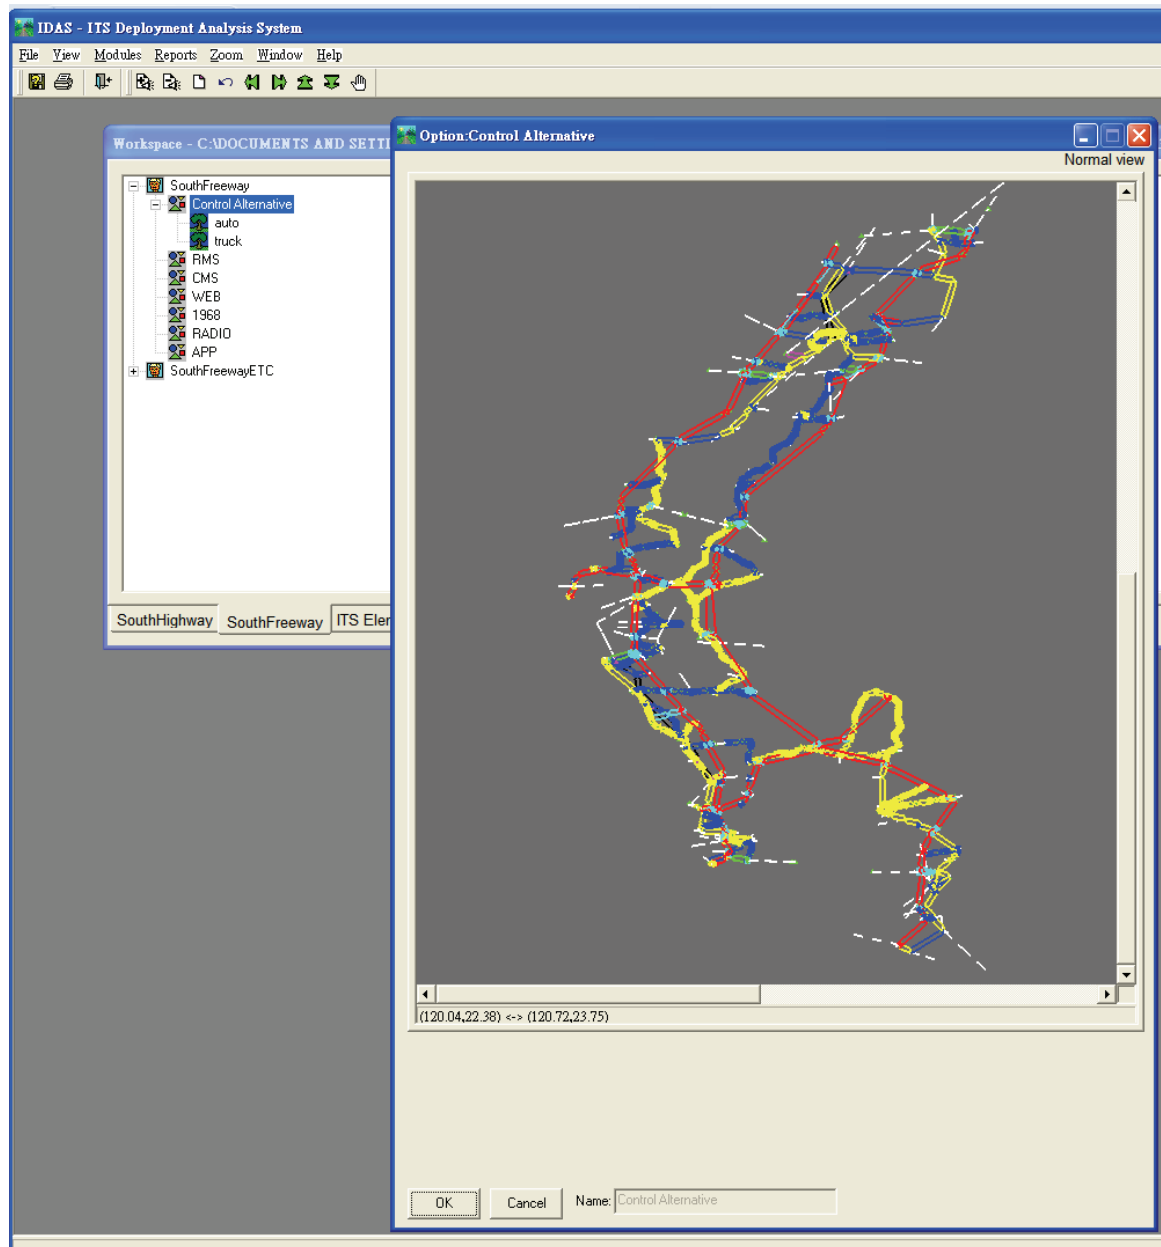 IDAS - ITS Deployment Analysis System
File View Modules Reports Zoom Window Help
Workspace - C:\DOCUMENTS AND SETTI
Option:Control Alternative
Normal view
SouthFreeway
Control Alternative
auto
truck
RMS
CMS
WEB
1968
RADIO
APP
SouthFreewayETC
SouthHighway SouthFreeway ITS Eler
(120.04,22.38) <-> (120.72,23.75)
OK Cancel Name: Control Alternative